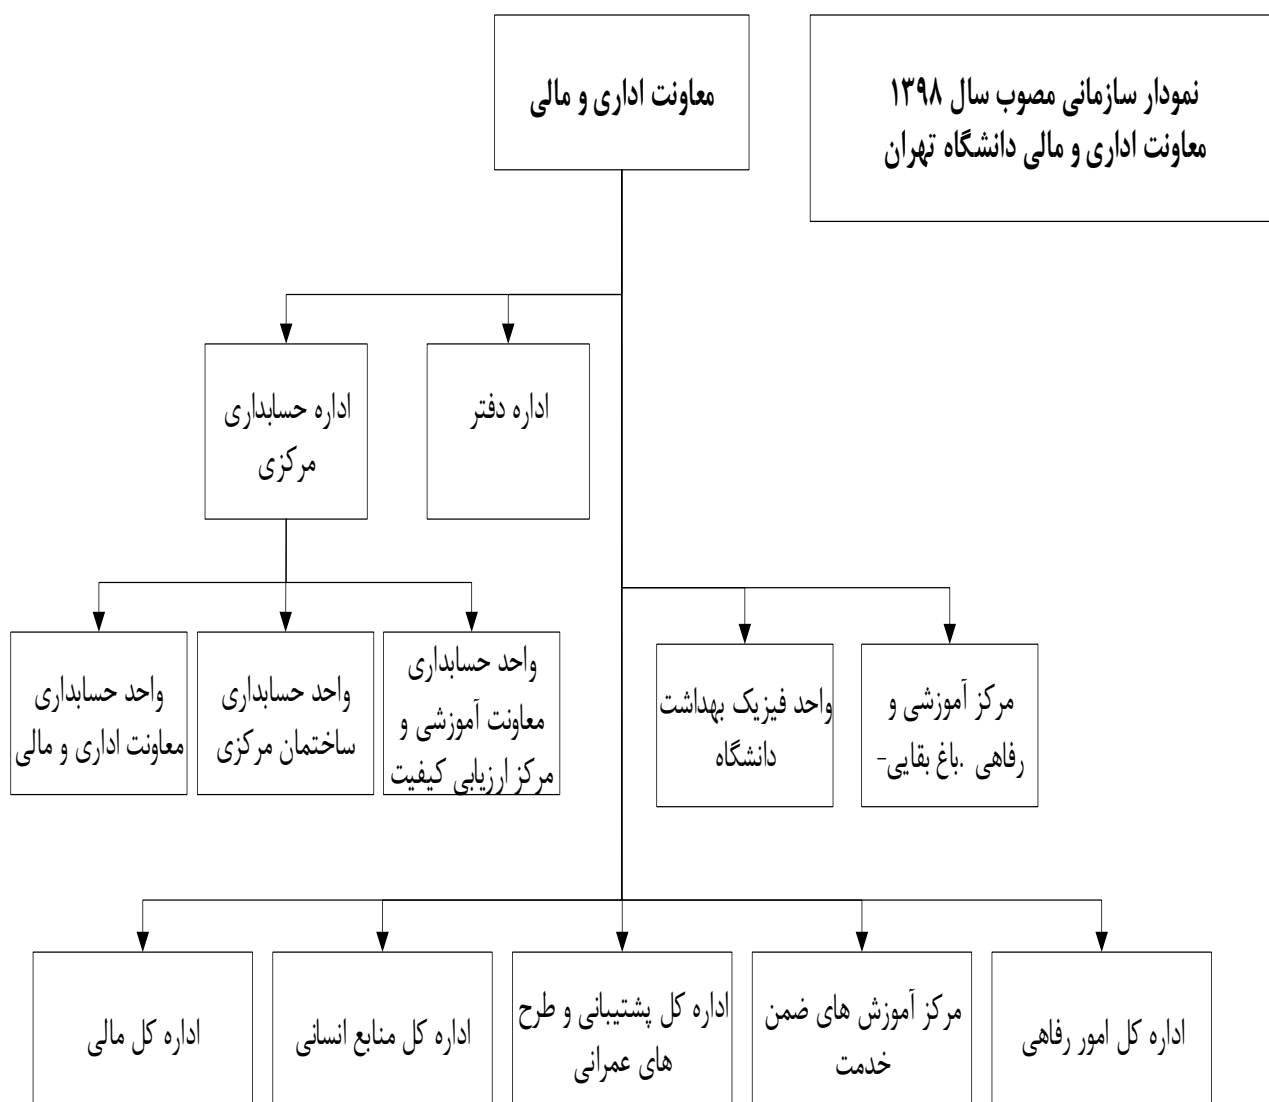 نمودار سازمانی مصوب سال ۱۳۹۸
معاونت اداری و مالی دانشگاه تهران
معاونت اداری و مالی
اداره دفتر
اداره حسابداری
مرکزی
مرکز آموزشی و
رفاهی .باغ بقایی-
واحد فیزیک بهداشت
دانشگاه
واحد حسابداری
معاونت آموزشی و
مرکز ارزیابی کیفیت
واحد حسابداری
ساختمان مرکزی
واحد حسابداری
معاونت اداری و مالی
اداره کل امور رفاهی
مرکز آموزش های ضمن
خدمت
اداره کل پشتیبانی و طرح
های عمرانی
اداره کل منابع انسانی
اداره کل مالی